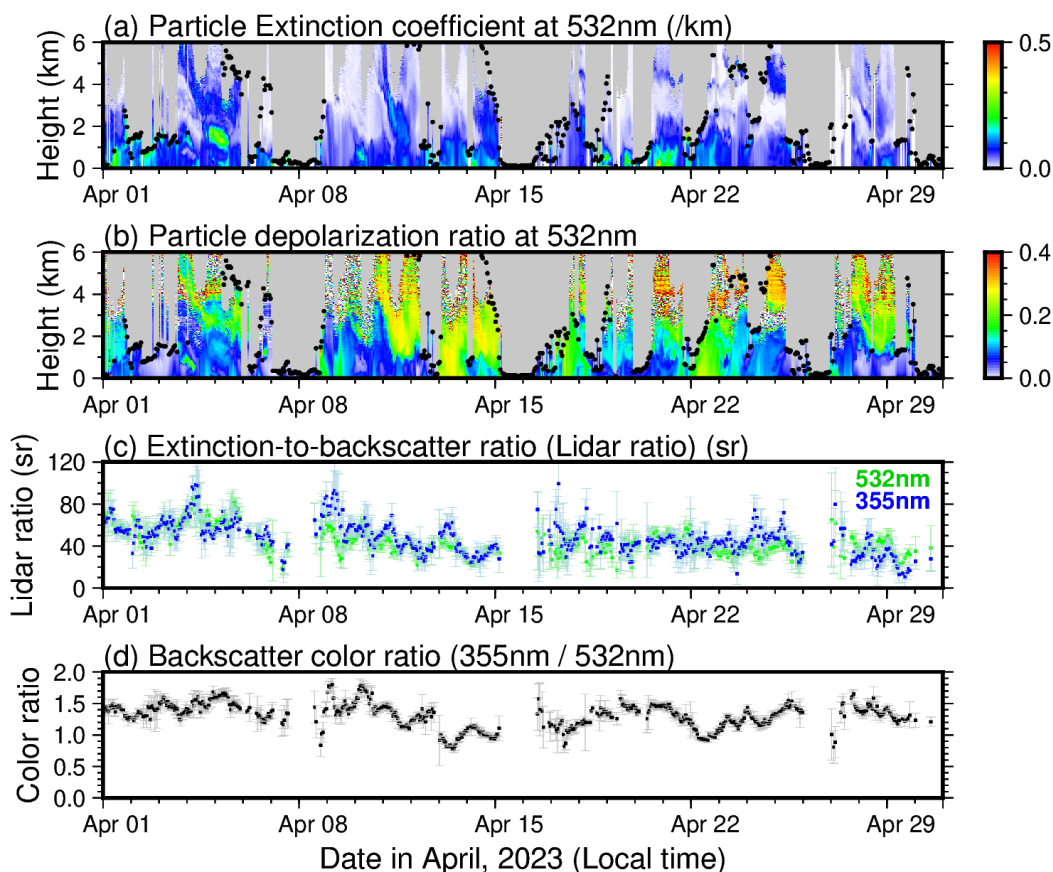 (a) Particle Extinction coefficient at 532nm (/km)
Height (km)
6
4
2
0
Apr 01 Apr 08 Apr 15 Apr 22 Apr 29
0.5
0.0
(b) Particle depolarization ratio at 532nm
Height (km)
6
4
2
0
Apr 01 Apr 08 Apr 15 Apr 22 Apr 29
0.4
0.2
0.0
(c) Extinction-to-backscatter ratio (Lidar ratio) (sr)
Lidar ratio (sr)
120
80
40
0
532nm
355nm
Apr 01 Apr 08 Apr 15 Apr 22 Apr 29
(d) Backscatter color ratio (355nm / 532nm)
Color ratio
2.0
1.5
1.0
0.5
0.0
Apr 01 Apr 08 Apr 15 Apr 22 Apr 29
Date in April, 2023 (Local time)